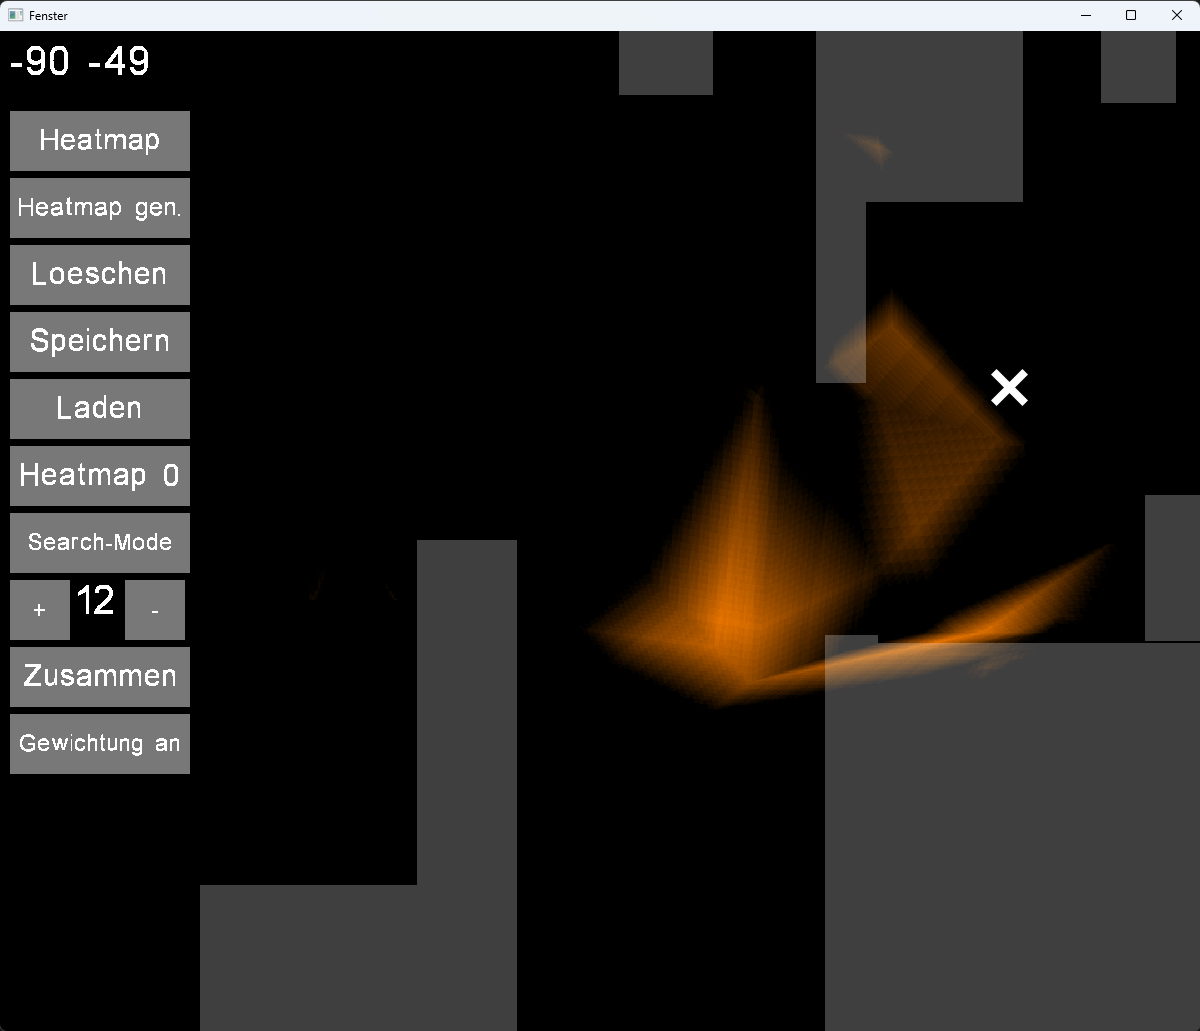 Fenster
-90 -49
Heatmap
Heatmap gen.
Loeschen
Speichern
Laden
Heatmap 0
Search-Mode
+ 12 -
Zusammen
Gewichtung an